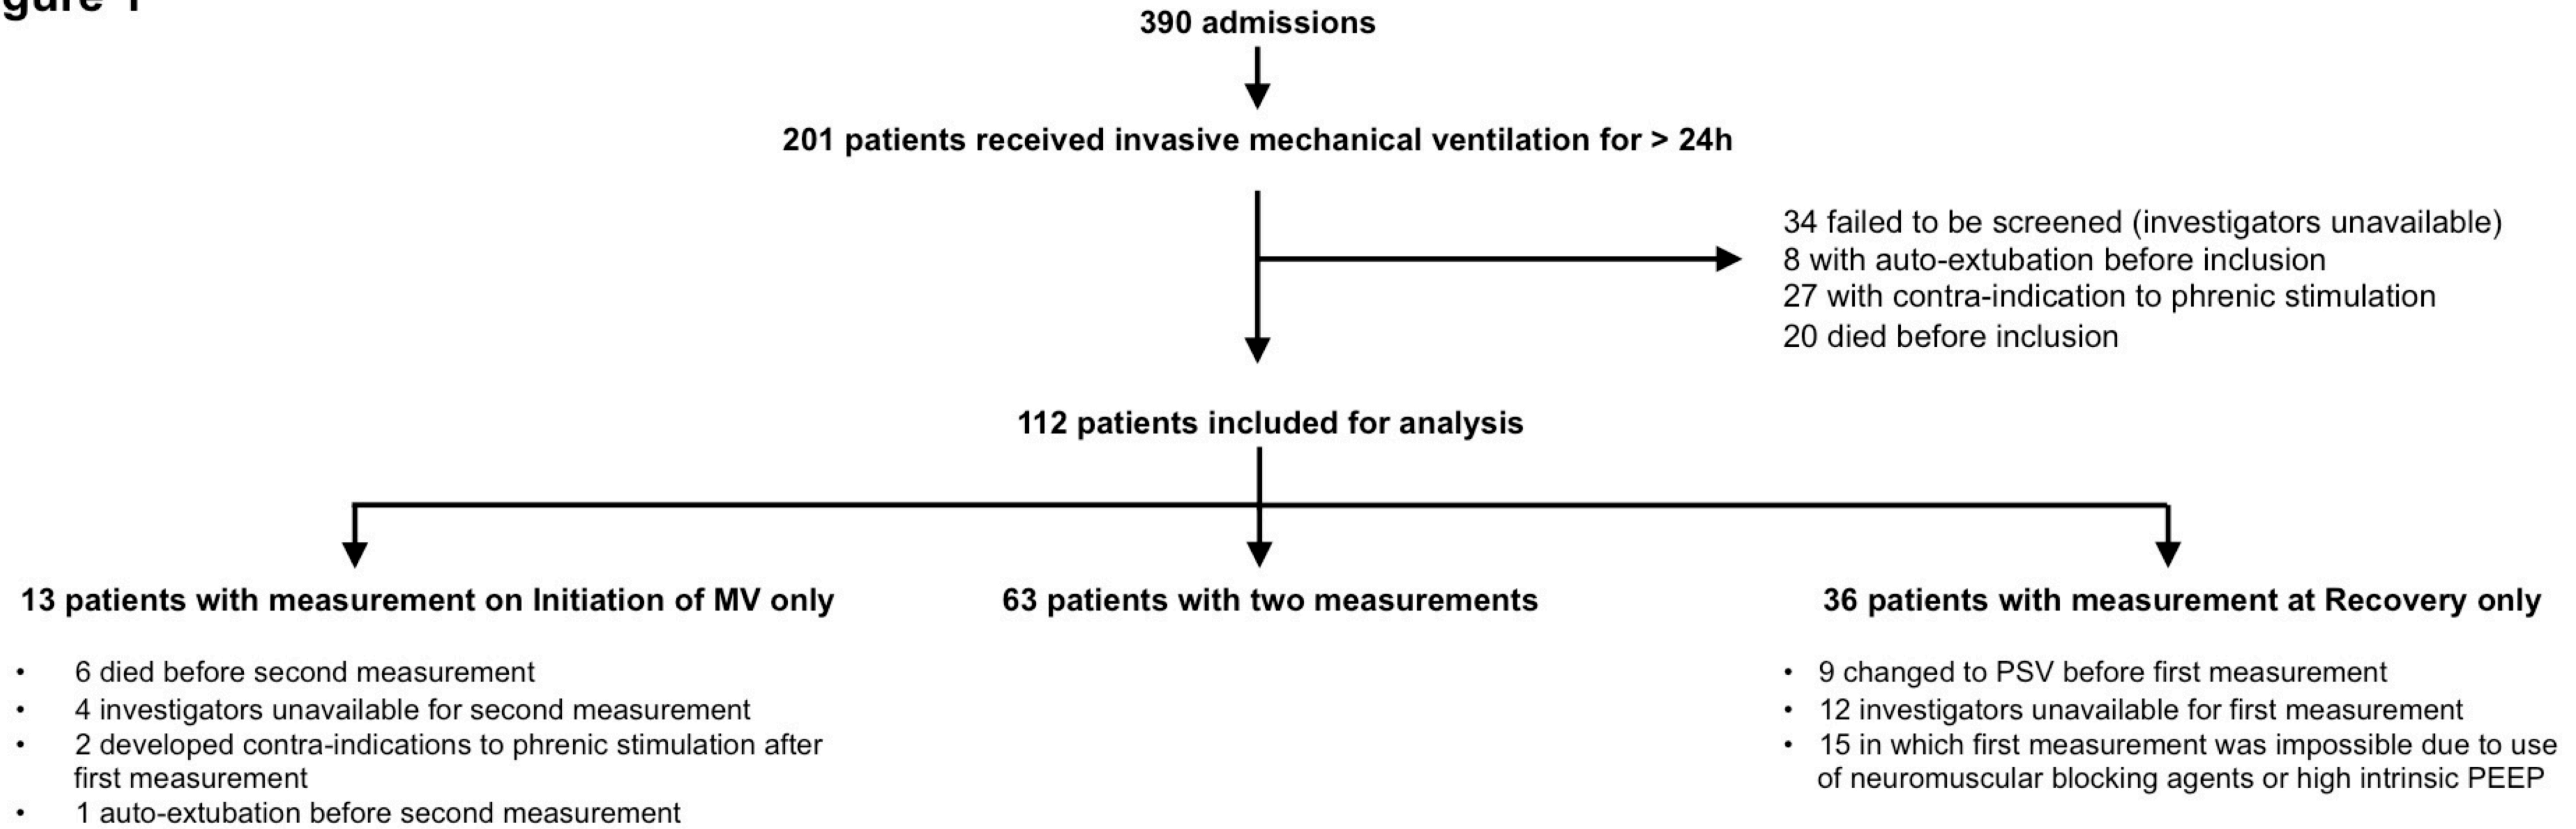 390 admissions
201 patients received invasive mechanical ventilation for > 24h
34 failed to be screened (investigators unavailable)
8 with auto-extubation before inclusion
27 with contra-indication to phrenic stimulation
20 died before inclusion
112 patients included for analysis
13 patients with measurement on Initiation of MV only
• 6 died before second measurement
• 4 investigators unavailable for second measurement
• 2 developed contra-indications to phrenic stimulation after
first measurement
• 1 auto-extubation before second measurement
63 patients with two measurements
36 patients with measurement at Recovery only
• 9 changed to PSV before first measurement
• 12 investigators unavailable for first measurement
• 15 in which first measurement was impossible due to use
of neuromuscular blocking agents or high intrinsic PEEP